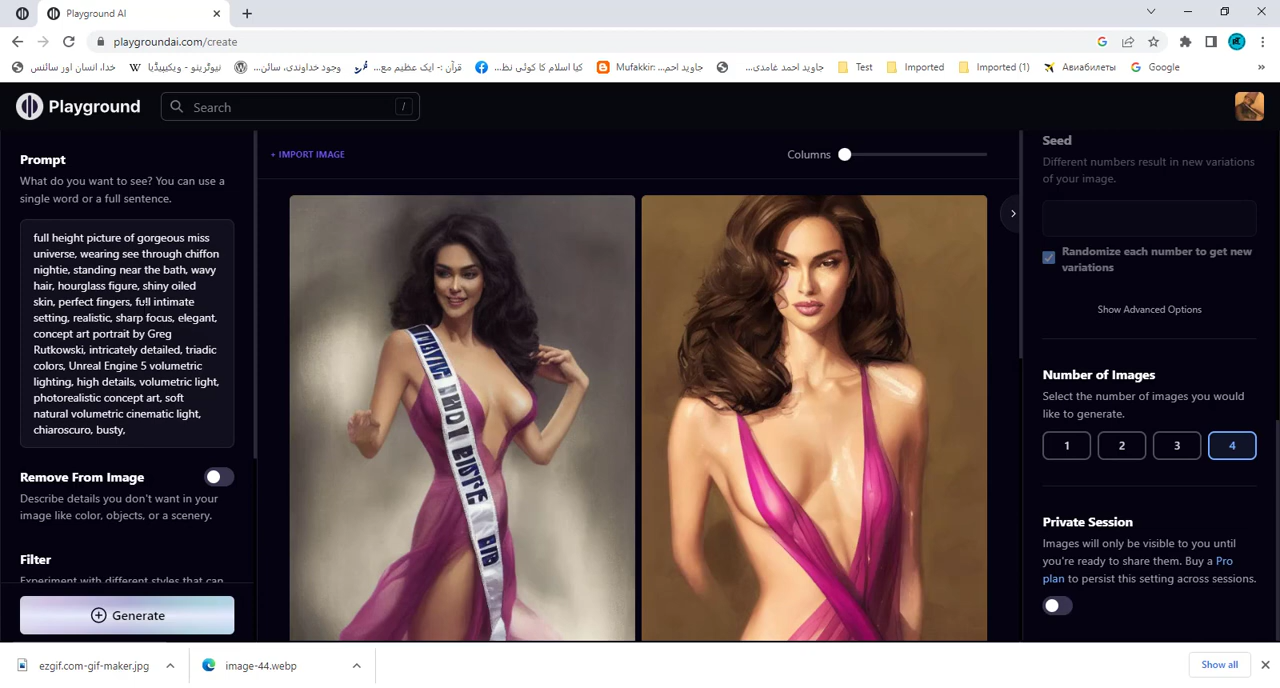 Playground AI
playgroundai.com/create
خدا، انسان اور سائنس
نیوٹرینو - ویکیپیڈیا
وجود خداوندی، سائن...
قرآن :- ایک عظیم مع...
کیا اسلام کا کوئی نظ...
Mufakkir: جاوید احم...
جاوید احمد غامدی...
Test
Imported
Imported (1)
Авиабилеты
Google
»
Playground
Search
/
Prompt
What do you want to see? You can use a
single word or a full sentence.
full height picture of gorgeous miss
universe, wearing see through chiffon
nightie, standing near the bath, wavy
hair, hourglass figure, shiny oiled
skin, perfect fingers, full intimate
setting, realistic, sharp focus, elegant,
concept art portrait by Greg
Rutkowski, intricately detailed, triadic
colors, Unreal Engine 5 volumetric
lighting, high details, volumetric light,
photorealistic concept art, soft
natural volumetric cinematic light,
chiaroscuro, busty,
Remove From Image
Describe details you don't want in your
image like color, objects, or a scenery.
Filter
Experiment with different styles that can
Generate
+ IMPORT IMAGE
Columns
Seed
Different numbers result in new variations
of your image.
Randomize each number to get new
variations
Show Advanced Options
Number of Images
Select the number of images you would
like to generate.
1 2 3 4
Private Session
Images will only be visible to you until
you're ready to share them. Buy a Pro
plan to persist this setting across sessions.
ezgif.com-gif-maker.jpg
image-44.webp
Show all